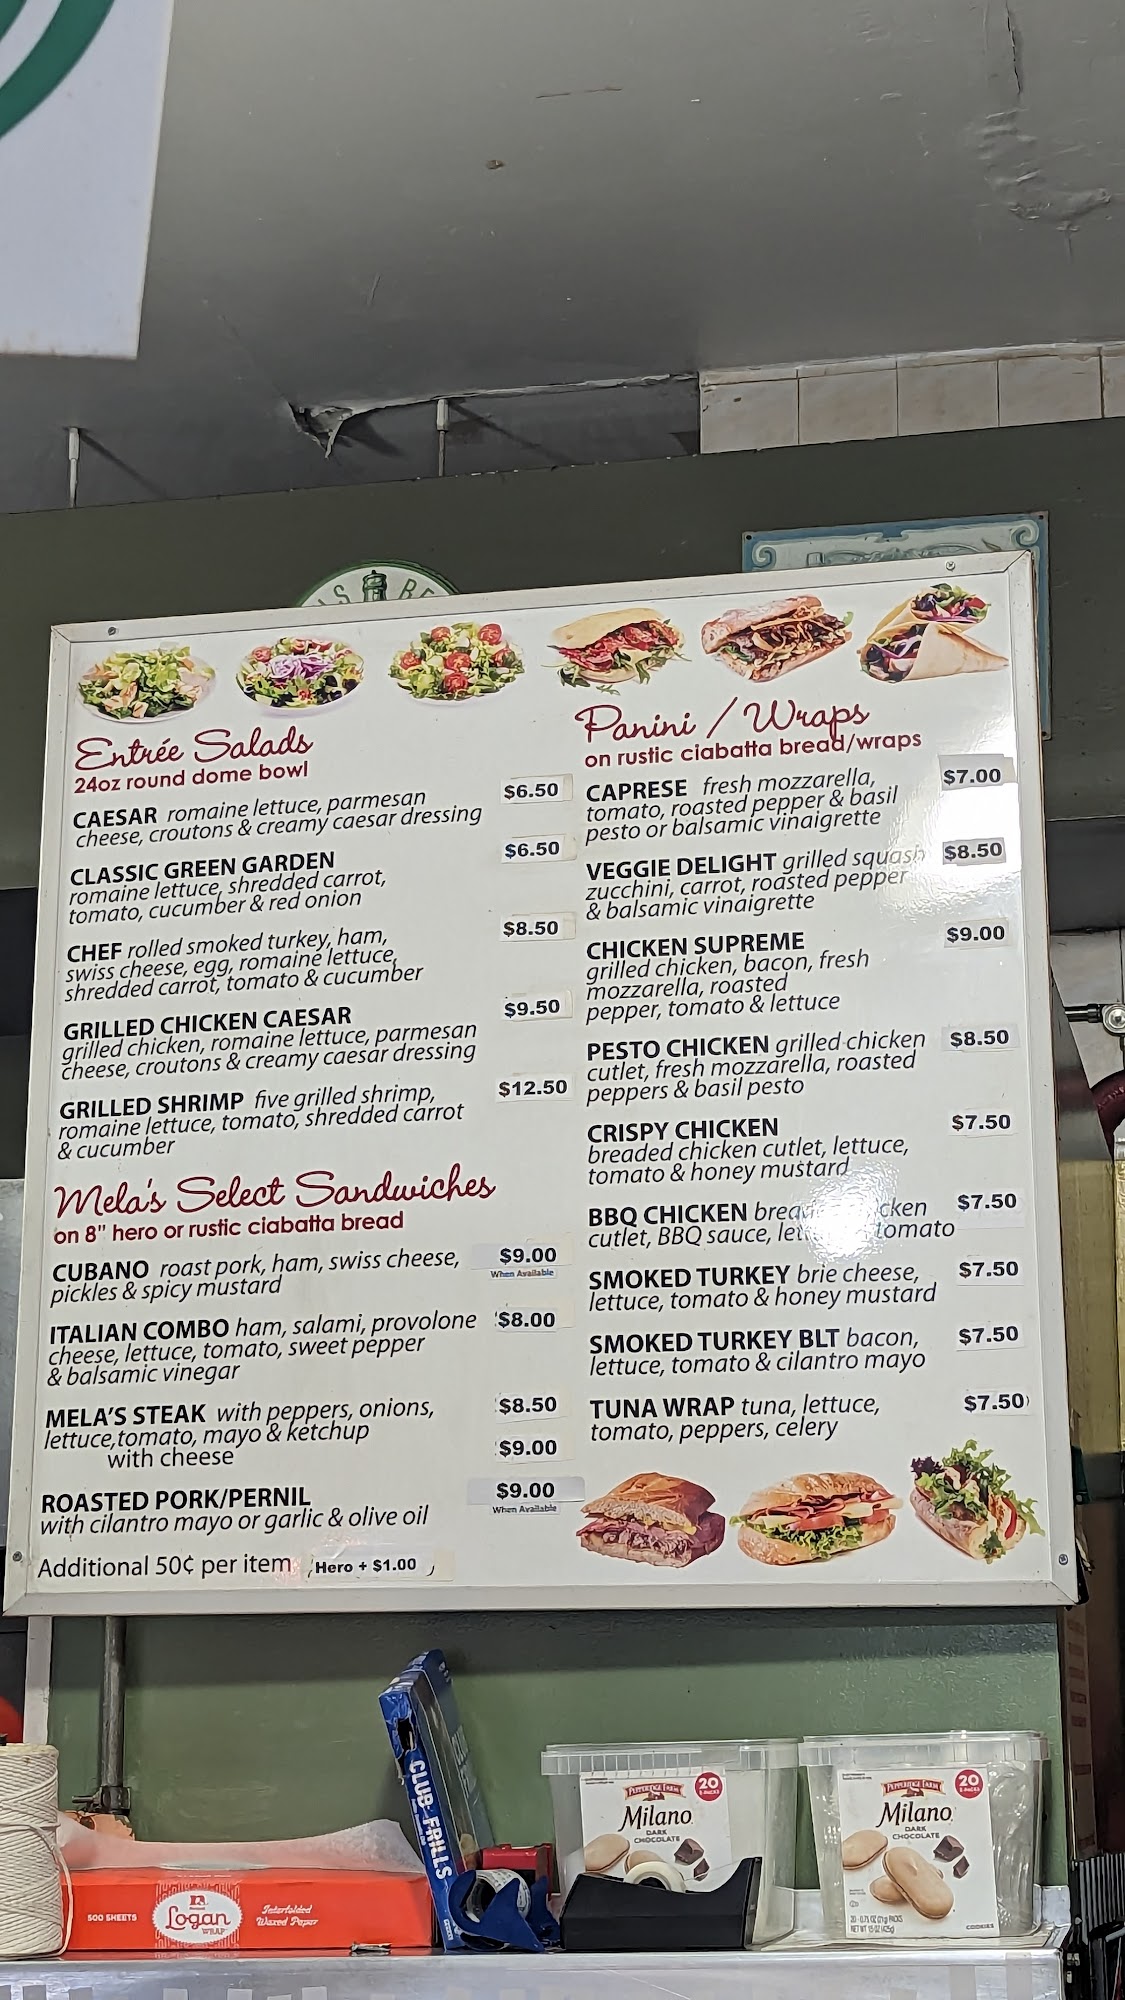 Entrée Salads
24oz round dome bowl
CAESAR romaine lettuce, parmesan $6.50
cheese, croutons & creamy caesar dressing
CLASSIC GREEN GARDEN $6.50
romaine lettuce, shredded carrot,
tomato, cucumber & red onion
CHEF rolled smoked turkey, ham, $8.50
swiss cheese, egg, romaine lettuce,
shredded carrot, tomato & cucumber
GRILLED CHICKEN CAESAR $9.50
grilled chicken, romaine lettuce, parmesan
cheese, croutons & creamy caesar dressing
GRILLED SHRIMP five grilled shrimp, $12.50
romaine lettuce, tomato, shredded carrot
& cucumber
Mela's Select Sandwiches
on 8" hero or rustic ciabatta bread
CUBANO roast pork, ham, swiss cheese, $9.00
pickles & spicy mustard When Available
ITALIAN COMBO ham, salami, provolone $8.00
cheese, lettuce, tomato, sweet pepper
& balsamic vinegar
MELA'S STEAK with peppers, onions, $8.50
lettuce,tomato, mayo & ketchup
with cheese $9.00
ROASTED PORK/PERNIL $9.00
with cilantro mayo or garlic & olive oil When Available
Additional 50¢ per item Hero + $1.00
Panini / Wraps
on rustic ciabatta bread/wraps
CAPRESE fresh mozzarella, $7.00
tomato, roasted pepper & basil
pesto or balsamic vinaigrette
VEGGIE DELIGHT grilled squash $8.50
zucchini, carrot, roasted pepper
& balsamic vinaigrette
CHICKEN SUPREME $9.00
grilled chicken, bacon, fresh
mozzarella, roasted
pepper, tomato & lettuce
PESTO CHICKEN grilled chicken $8.50
cutlet, fresh mozzarella, roasted
peppers & basil pesto
CRISPY CHICKEN $7.50
breaded chicken cutlet, lettuce,
tomato & honey mustard
BBQ CHICKEN $7.50
cutlet, BBQ sauce, tomato
SMOKED TURKEY brie cheese, $7.50
lettuce, tomato & honey mustard
SMOKED TURKEY BLT bacon, $7.50
lettuce, tomato & cilantro mayo
TUNA WRAP tuna, lettuce, $7.50
tomato, peppers, celery
CLUB-FRILLS
500 SHEETS
Logan
WRAP
Interfolded
Waxed Paper
PEPPERIDGE FARM
20
Milano
DARK
CHOCOLATE
PEPPERIDGE FARM
20
Milano
DARK
CHOCOLATE
COOKIES